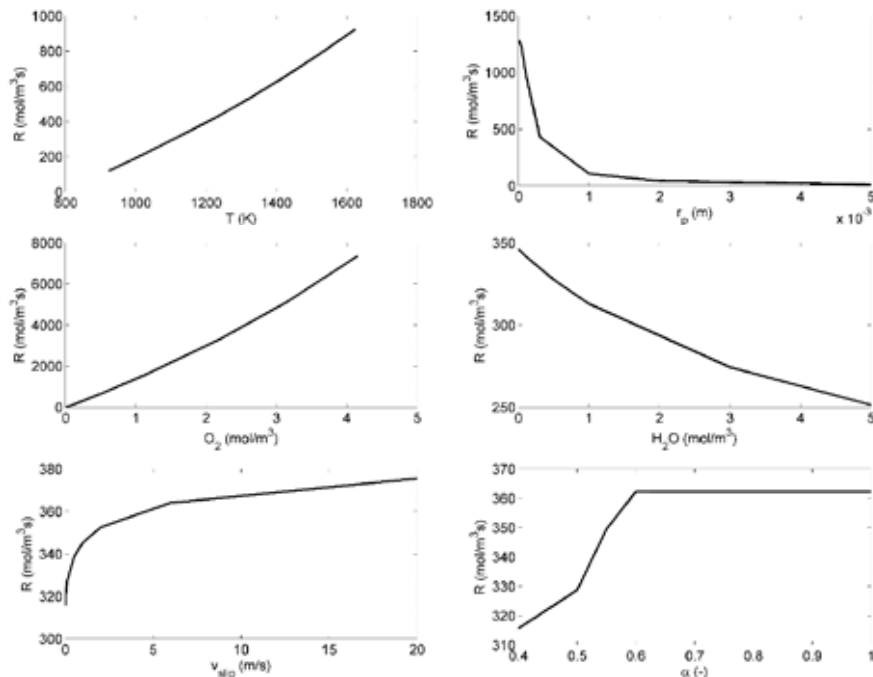 1000
800
600
400
200
0
R (mol/m³s)
800 1000 1200 1400 1600 1800
T (K)
1500
1000
500
0
R (mol/m³s)
0 1 2 3 4 5
r_p (m)
x 10⁻³
8000
6000
4000
2000
0
R (mol/m³s)
0 1 2 3 4 5
O₂ (mol/m³)
350
300
250
R (mol/m³s)
0 1 2 3 4 5
H₂O (mol/m³)
380
360
340
320
300
R (mol/m³s)
0 5 10 15 20
v_slip (m/s)
370
360
350
340
330
320
310
R (mol/m³s)
0.4 0.5 0.6 0.7 0.8 0.9 1
α (-)